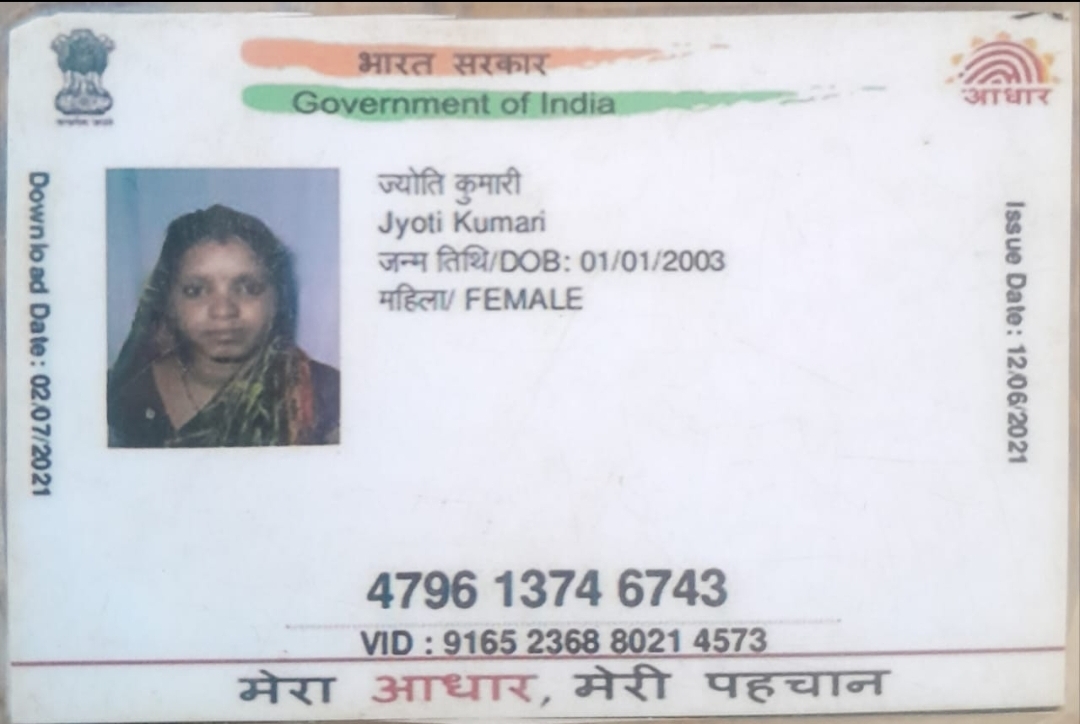 भारत सरकार
Government of India
आधार
Download Date: 02/07/2021
ज्योति कुमारी
Jyoti Kumari
जन्म तिथि/DOB: 01/01/2003
महिला/ FEMALE
Issue Date: 12/06/2021
4796 1374 6743
VID : 9165 2368 8021 4573
मेरा आधार, मेरी पहचान